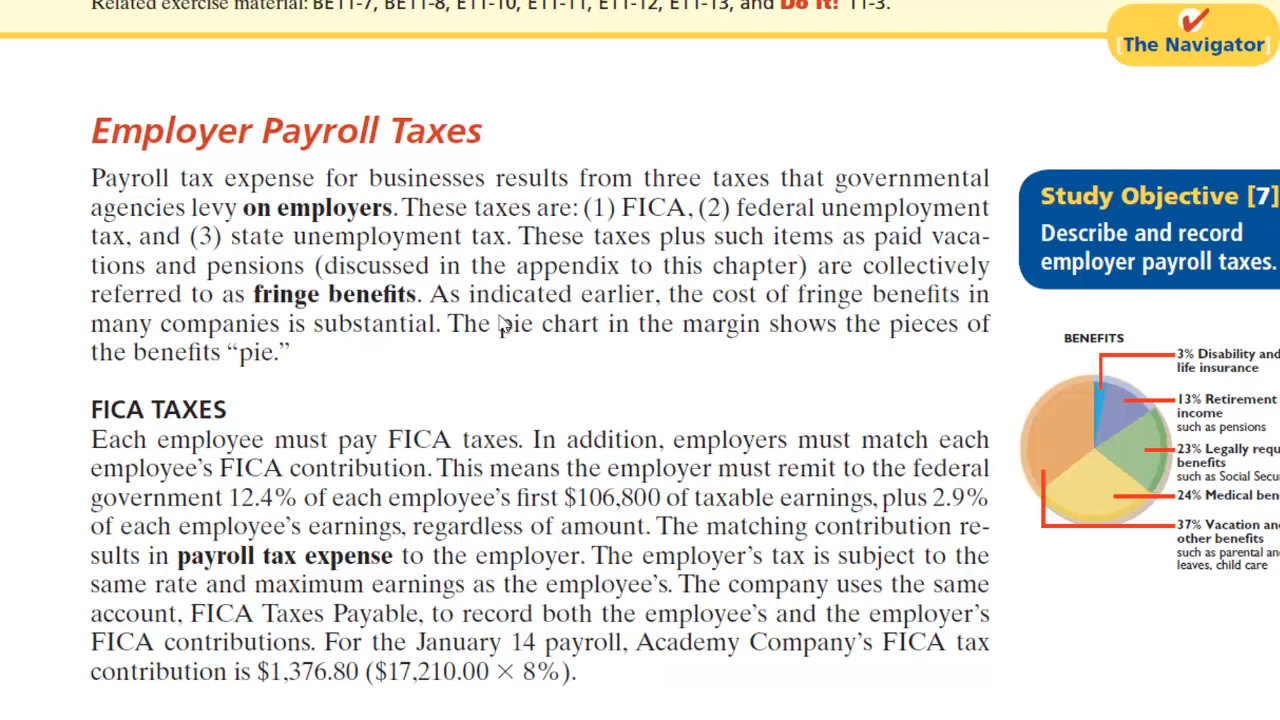 Related exercise material: BE11-7, BE11-8, E11-10, E11-11, E11-12, E11-13, and Do it! 11-3.
[The Navigator]
Employer Payroll Taxes
Payroll tax expense for businesses results from three taxes that governmental
agencies levy on employers. These taxes are: (1) FICA, (2) federal unemployment
tax, and (3) state unemployment tax. These taxes plus such items as paid vaca-
tions and pensions (discussed in the appendix to this chapter) are collectively
referred to as fringe benefits. As indicated earlier, the cost of fringe benefits in
many companies is substantial. The pie chart in the margin shows the pieces of
the benefits “pie.”
FICA TAXES
Each employee must pay FICA taxes. In addition, employers must match each
employee’s FICA contribution. This means the employer must remit to the federal
government 12.4% of each employee’s first $106,800 of taxable earnings, plus 2.9%
of each employee’s earnings, regardless of amount. The matching contribution re-
sults in payroll tax expense to the employer. The employer’s tax is subject to the
same rate and maximum earnings as the employee’s. The company uses the same
account, FICA Taxes Payable, to record both the employee’s and the employer’s
FICA contributions. For the January 14 payroll, Academy Company’s FICA tax
contribution is $1,376.80 ($17,210.00 × 8%).
Study Objective [7]
Describe and record
employer payroll taxes.
BENEFITS
3% Disability and
life insurance
13% Retirement
income
such as pensions
23% Legally requ
benefits
such as Social Secu
24% Medical ben
37% Vacation and
other benefits
such as parental an
leaves, child care